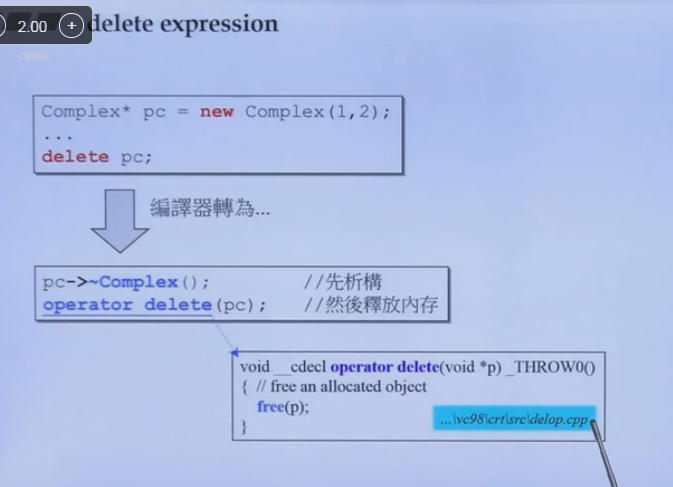 2.00 +
delete expression
close
Complex* pc = new Complex(1,2);
...
delete pc;
編譯器轉為...
pc->~Complex(); //先析構
operator delete(pc); //然後釋放內存
void __cdecl operator delete(void *p) _THROW0()
{ // free an allocated object
free(p);
}
...\vc98\crt\src\delop.cpp